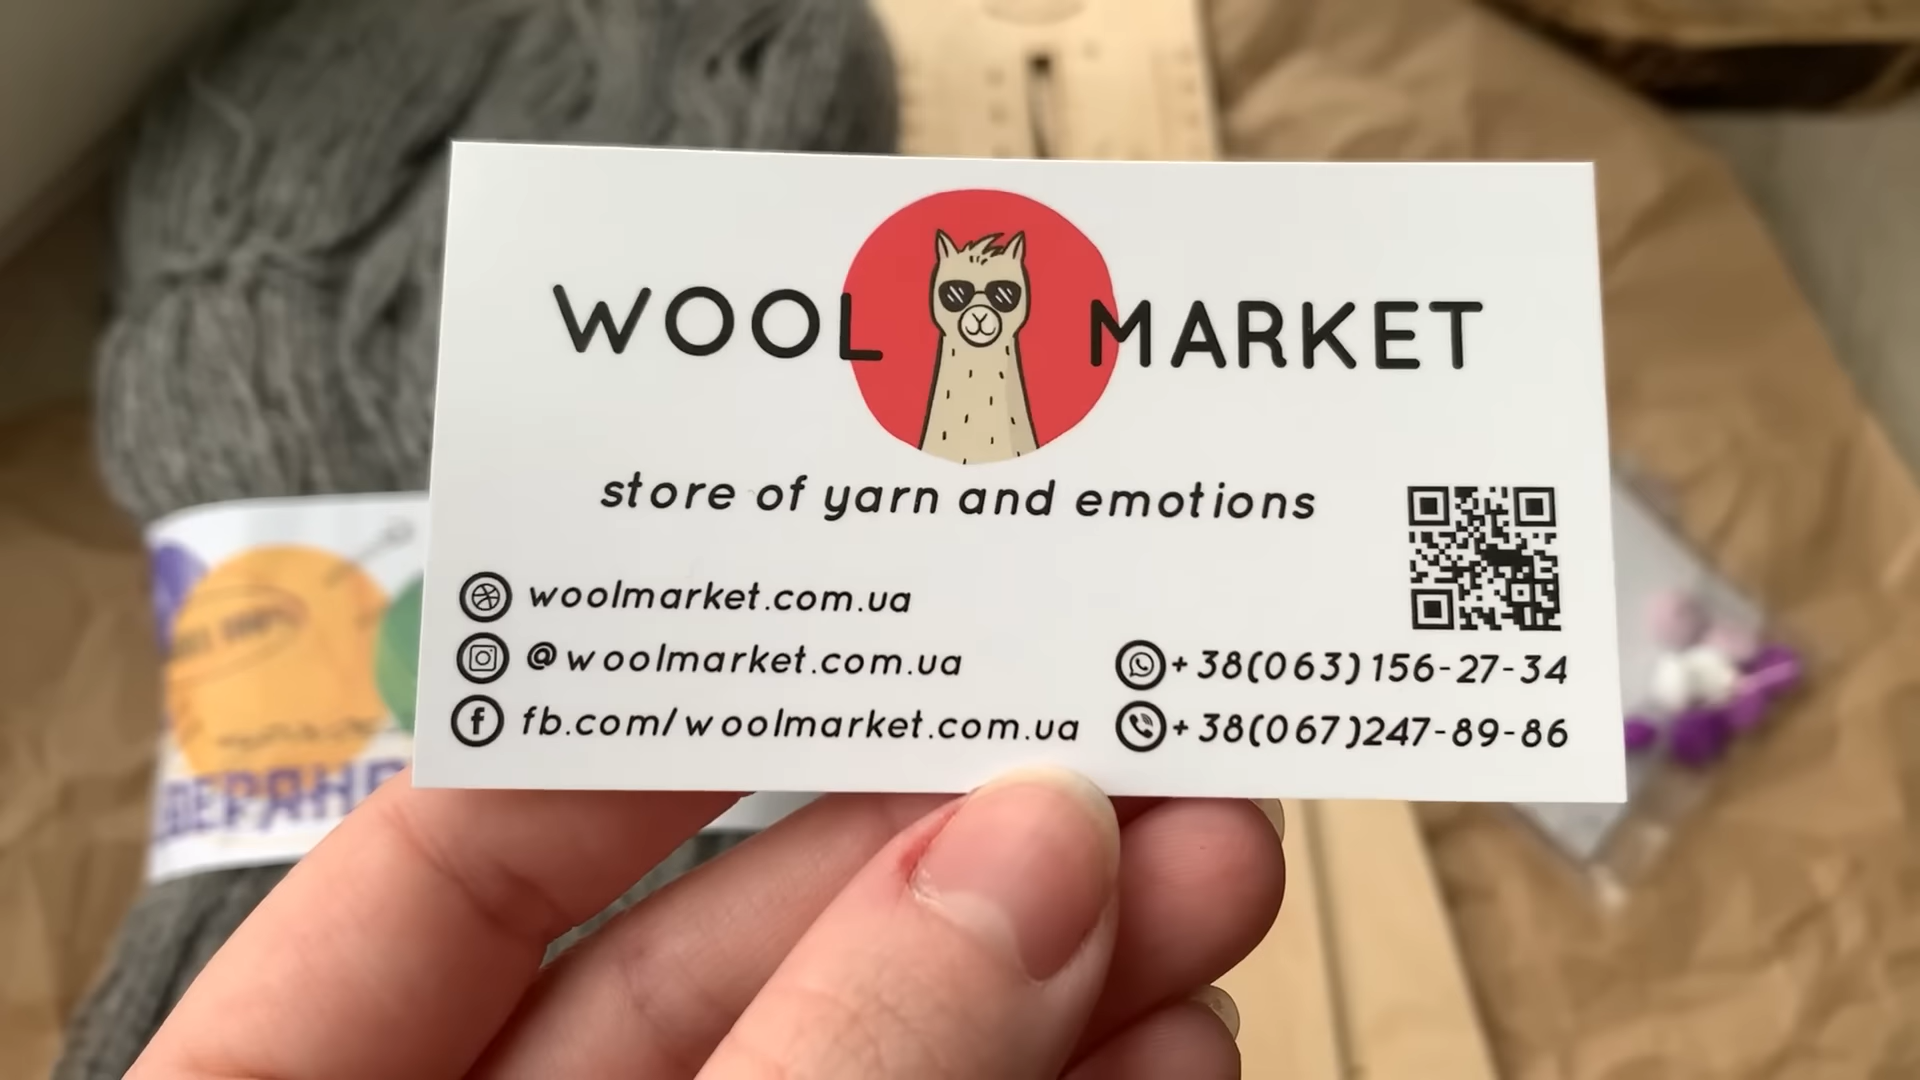 WOOL MARKET
store of yarn and emotions
woolmarket.com.ua
@woolmarket.com.ua
fb.com/woolmarket.com.ua
+38(063)156-27-34
+38(067)247-89-86